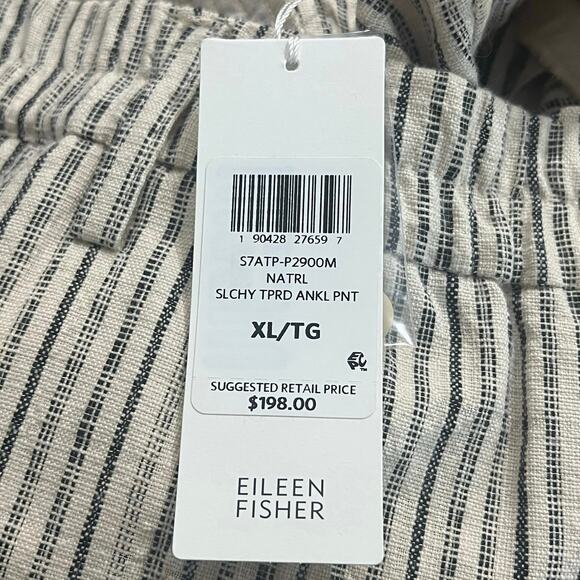 1 90428 27659 7
S7ATP-P2900M
NATRL
SLCHY TPRD ANKL PNT
XL/TG
SUGGESTED RETAIL PRICE
$198.00
EILEEN
FISHER